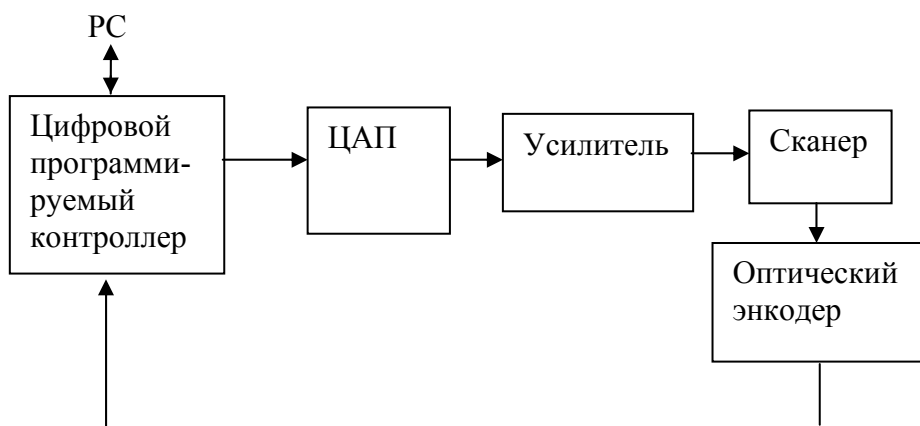 PC
Цифровой
программи-
руемый
контроллер
ЦАП
Усилитель
Сканер
Оптический
энкодер